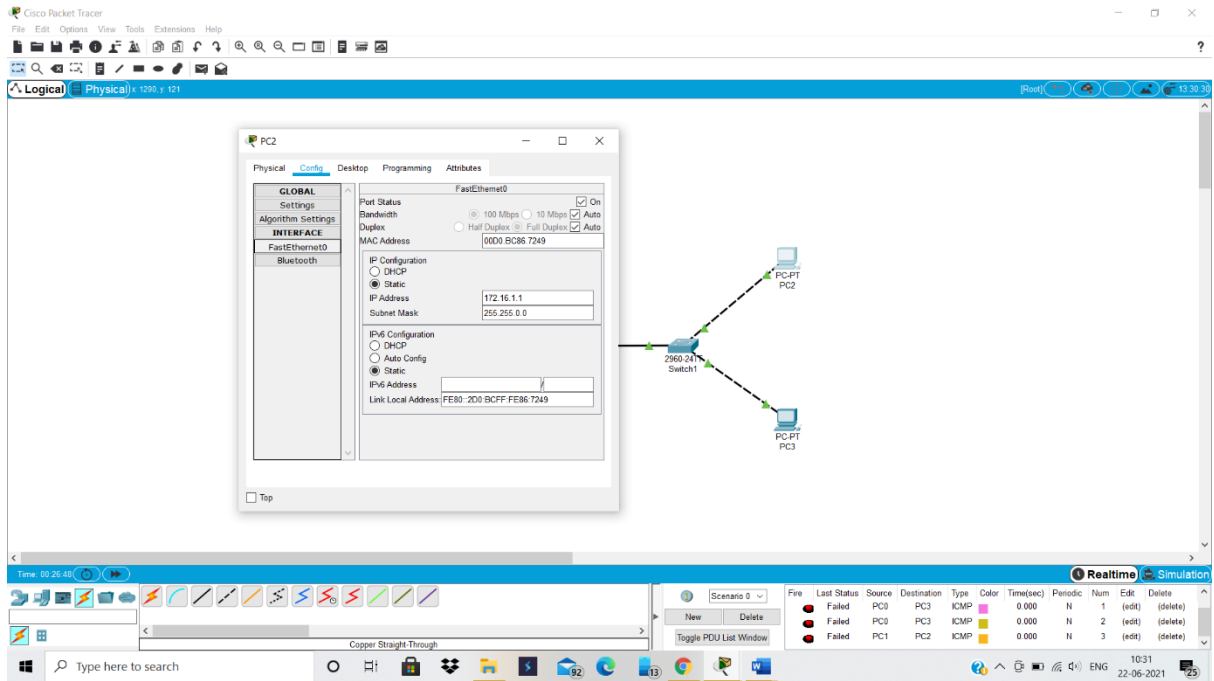 Cisco Packet Tracer
File Edit Options View Tools Extensions Help
?
Logical Physical x: 1290, y: 121 [Root] 13:30:30
PC2
Physical Config Desktop Programming Attributes
GLOBAL
Settings
Algorithm Settings
INTERFACE
FastEthernet0
Bluetooth
FastEthernet0
Port Status On
Bandwidth 100 Mbps 10 Mbps Auto
Duplex Half Duplex Full Duplex Auto
MAC Address 00D0.BC86.7249
IP Configuration
DHCP
Static
IP Address 172.16.1.1
Subnet Mask 255.255.0.0
IPv6 Configuration
DHCP
Auto Config
Static
IPv6 Address /
Link Local Address: FE80::2D0:BCFF:FE86:7249
Top
PC-PT
PC2
2960-24TT
Switch1
PC-PT
PC3
Time: 00:26:48 Realtime Simulation
Copper Straight-Through
Scenario 0
New Delete
Toggle PDU List Window
Fire Last Status Source Destination Type Color Time(sec) Periodic Num Edit Delete
Failed PC0 PC3 ICMP 0.000 N 1 (edit) (delete)
Failed PC0 PC3 ICMP 0.000 N 2 (edit) (delete)
Failed PC1 PC2 ICMP 0.000 N 3 (edit) (delete)
Type here to search 92 13 ENG 10:31
22-06-2021 25